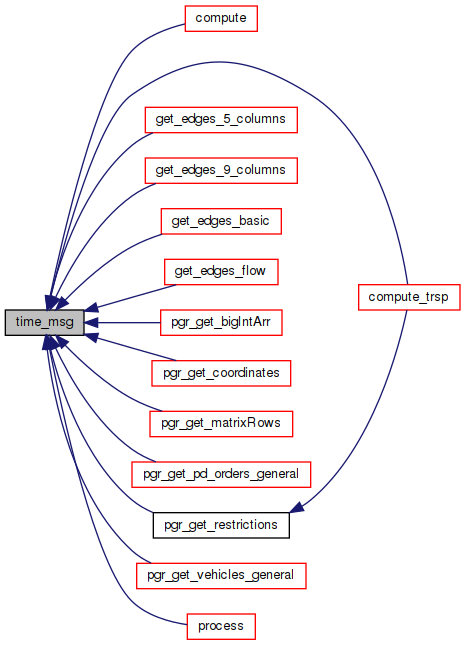 compute
get_edges_5_columns
get_edges_9_columns
get_edges_basic
get_edges_flow
compute_trsp
time_msg
pgr_get_bigIntArr
pgr_get_coordinates
pgr_get_matrixRows
pgr_get_pd_orders_general
pgr_get_restrictions
pgr_get_vehicles_general
process